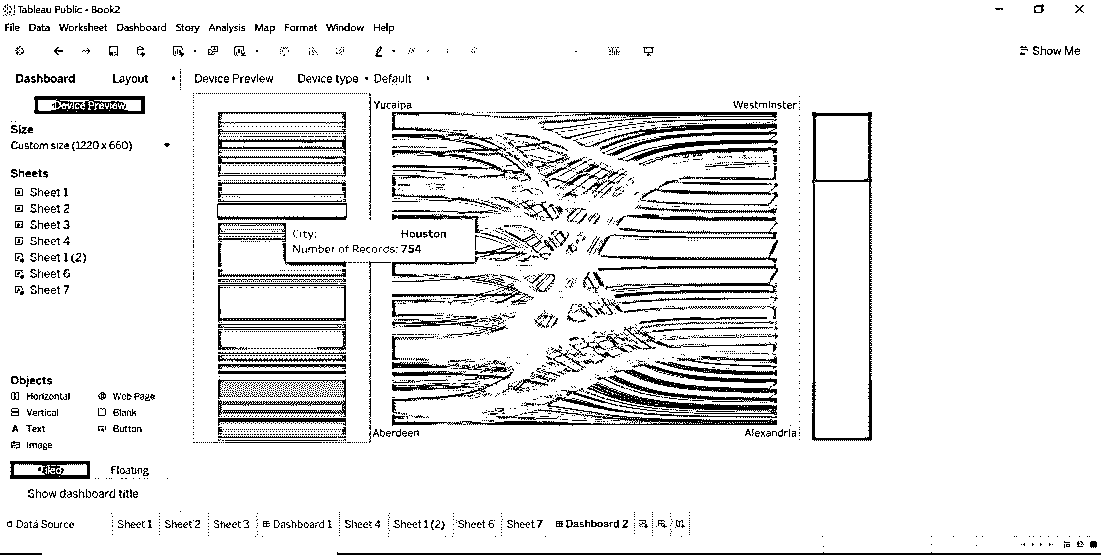 Tableau Public - Book2
File Data Worksheet Dashboard Story Analysis Map Format Window Help
Show Me
Dashboard Layout
Device Preview Device type Default
Device Preview
Size
Custom size (1220 x 660)
Sheets
Sheet 1
Sheet 2
Sheet 3
Sheet 4
Sheet 1 (2)
Sheet 6
Sheet 7
Yucaipa Westminster
City: Houston
Number of Records: 754
Aberdeen Alexandria
Objects
Horizontal Web Page
Vertical Blank
A Text Button
Image
Tiled Floating
Show dashboard title
Data Source Sheet 1 Sheet 2 Sheet 3 Dashboard 1 Sheet 4 Sheet 1 (2) Sheet 6 Sheet 7 Dashboard 2